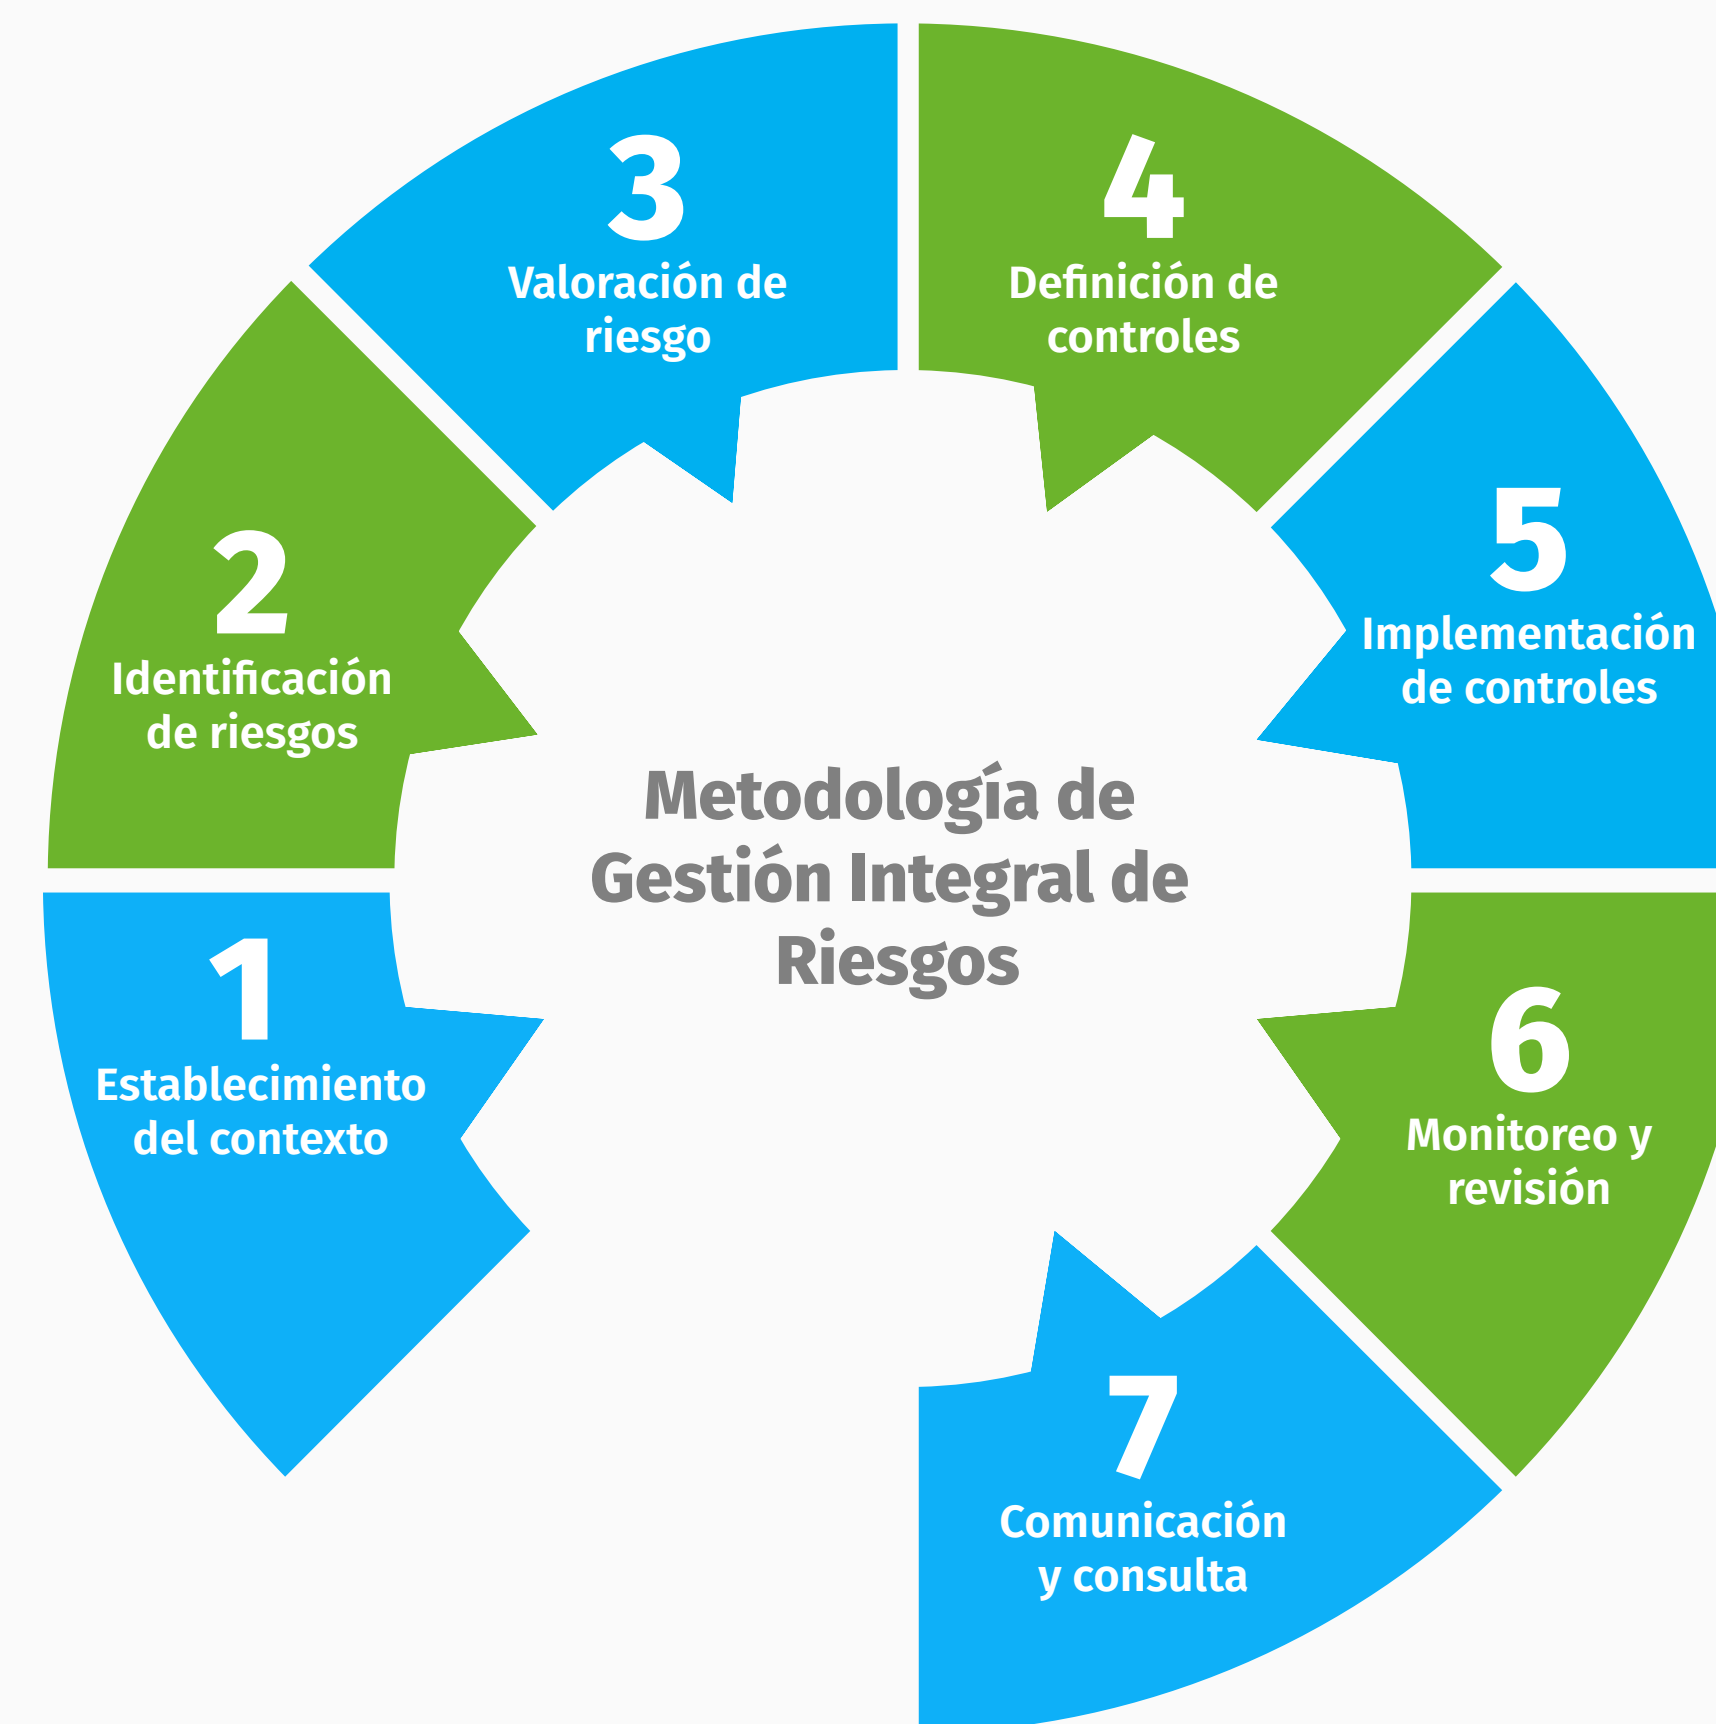 1
Establecimiento
del contexto
2
Identificación
de riesgos
3
Valoración de
riesgo
4
Definición de
controles
5
Implementación
de controles
6
Monitoreo y
revisión
7
Comunicación
y consulta
Metodología de
Gestión Integral de
Riesgos